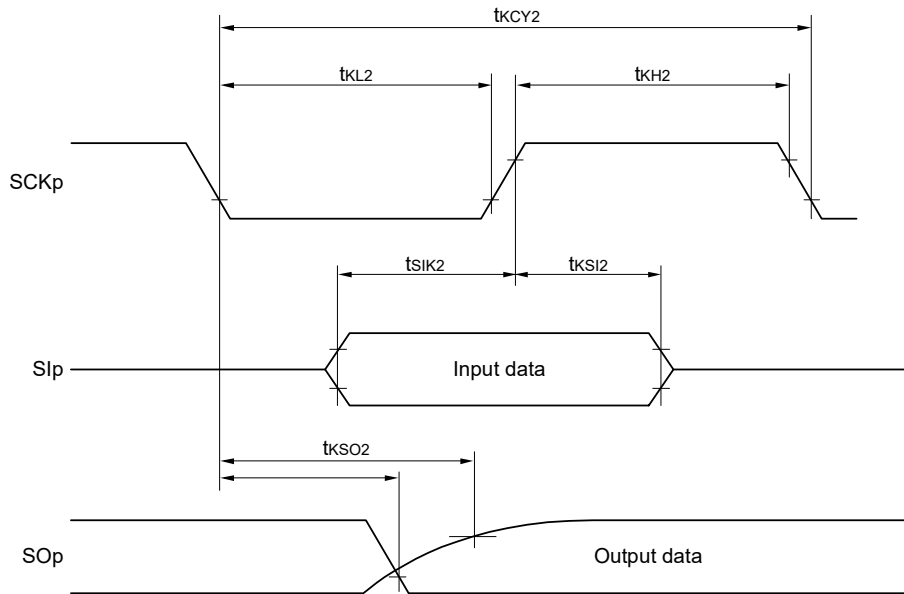 tKCY2
tKL2
tKH2
SCKp
tSIK2
tKSI2
SIp
Input data
tKSO2
SOp
Output data